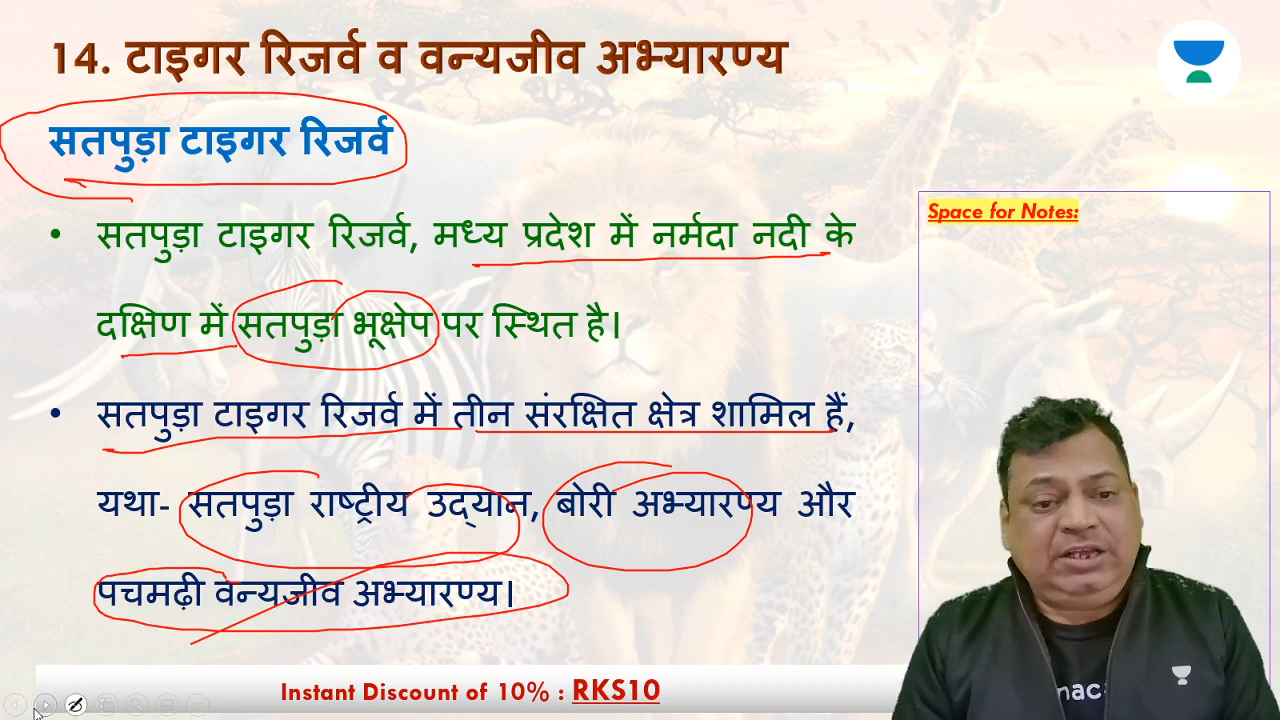 14. टाइगर रिजर्व व वन्यजीव अभ्यारण्य
सतपुड़ा टाइगर रिजर्व
• सतपुड़ा टाइगर रिजर्व, मध्य प्रदेश में नर्मदा नदी के
दक्षिण में सतपुड़ा भूक्षेप पर स्थित है।
• सतपुड़ा टाइगर रिजर्व में तीन संरक्षित क्षेत्र शामिल हैं,
यथा- सतपुड़ा राष्ट्रीय उद्यान, बोरी अभ्यारण्य और
पचमढ़ी वन्यजीव अभ्यारण्य।
Space for Notes:
Instant Discount of 10% : RKS10